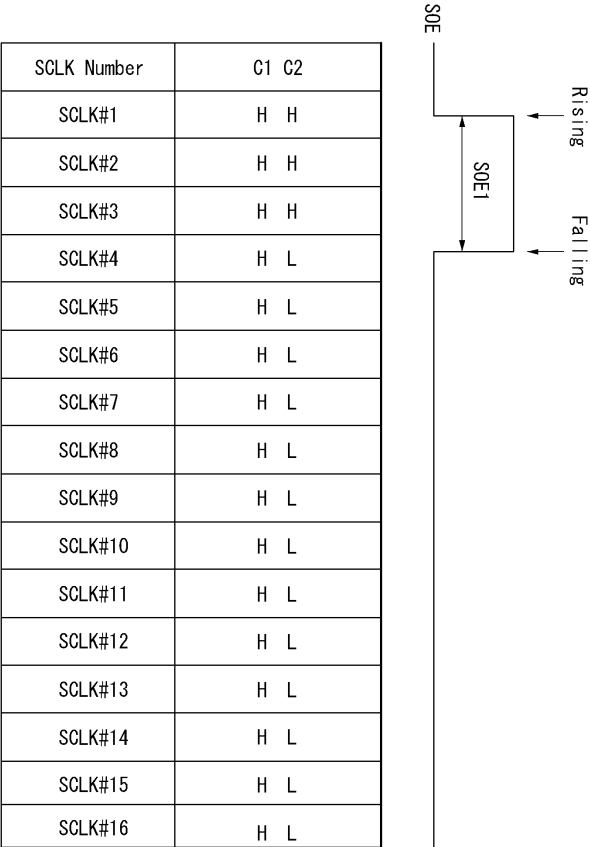 SCLK Number C1 C2
SCLK#1 H H
SCLK#2 H H
SCLK#3 H H
SCLK#4 H L
SCLK#5 H L
SCLK#6 H L
SCLK#7 H L
SCLK#8 H L
SCLK#9 H L
SCLK#10 H L
SCLK#11 H L
SCLK#12 H L
SCLK#13 H L
SCLK#14 H L
SCLK#15 H L
SCLK#16 H L
SOE
Rising
SOE1
Falling